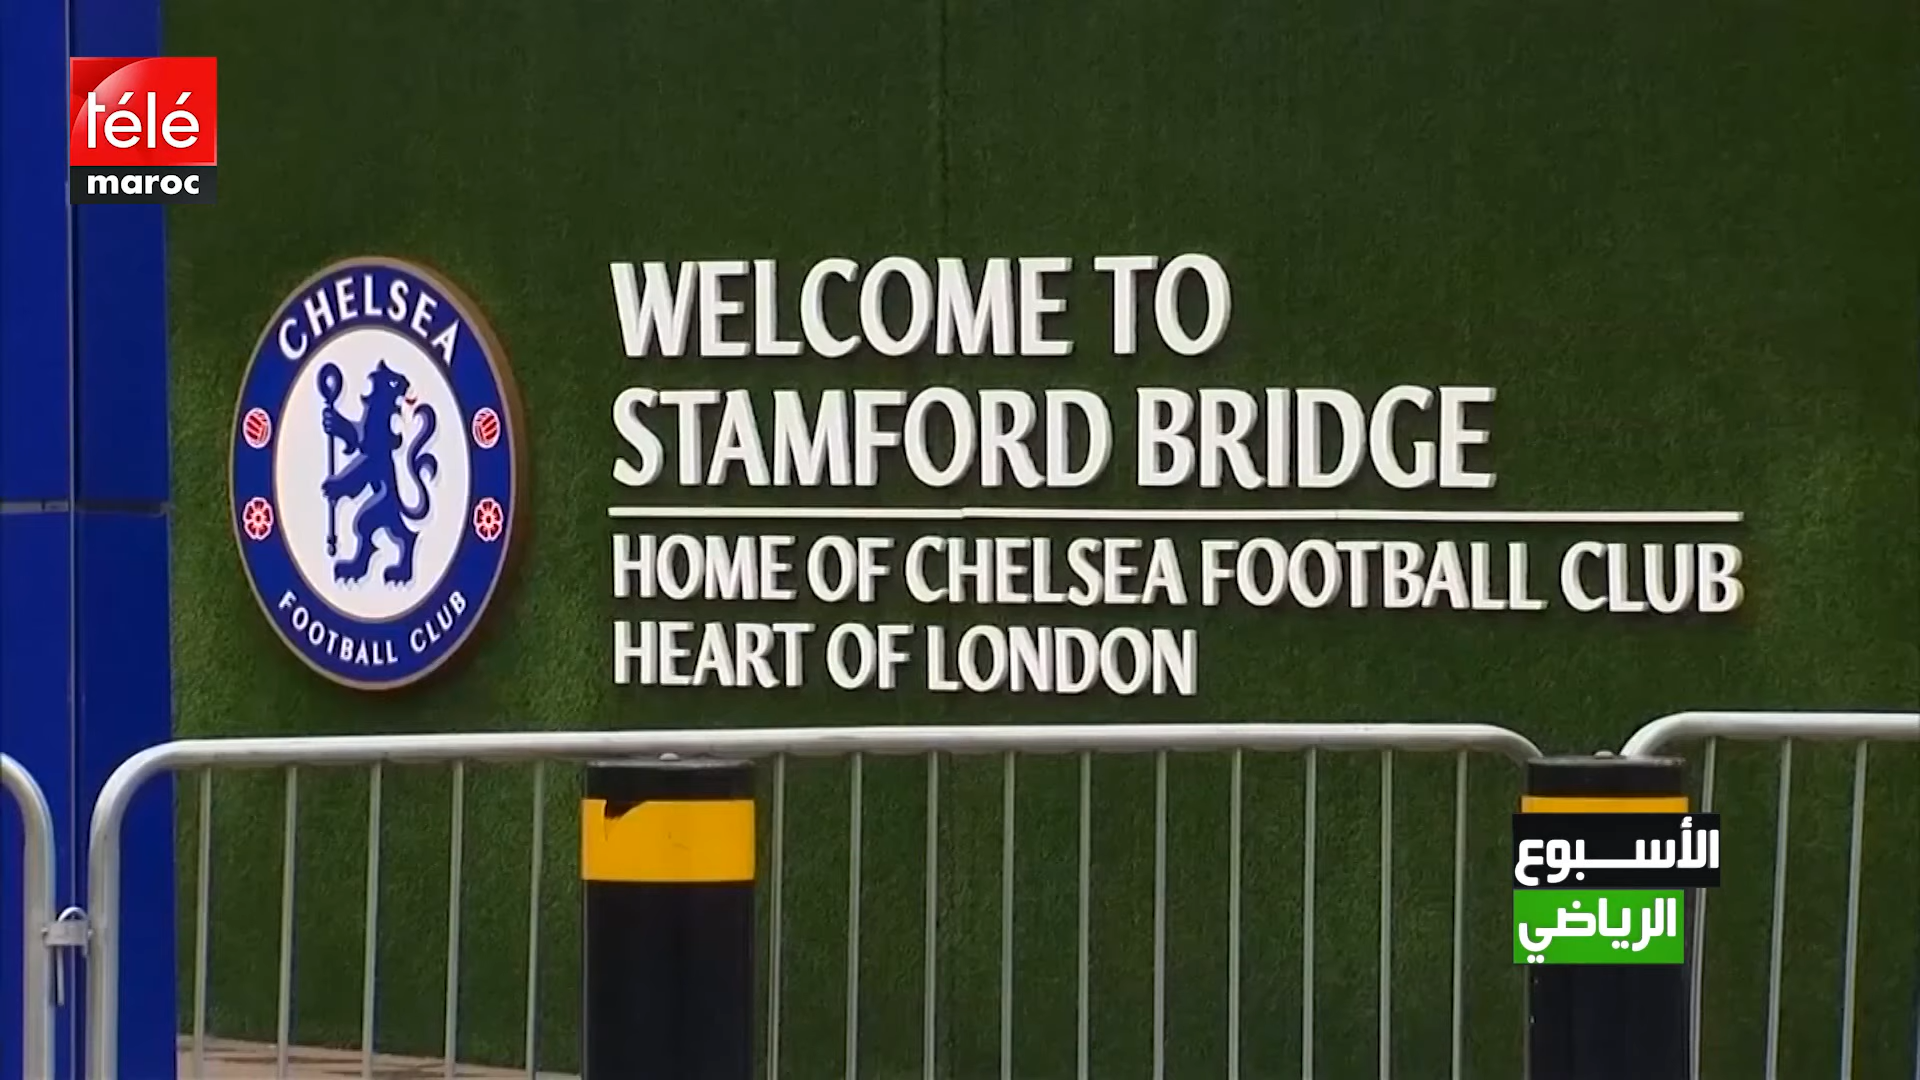 télé
maroc
CHELSEA
FOOTBALL CLUB
WELCOME TO
STAMFORD BRIDGE
HOME OF CHELSEA FOOTBALL CLUB
HEART OF LONDON
الأسبوع
الرياضي